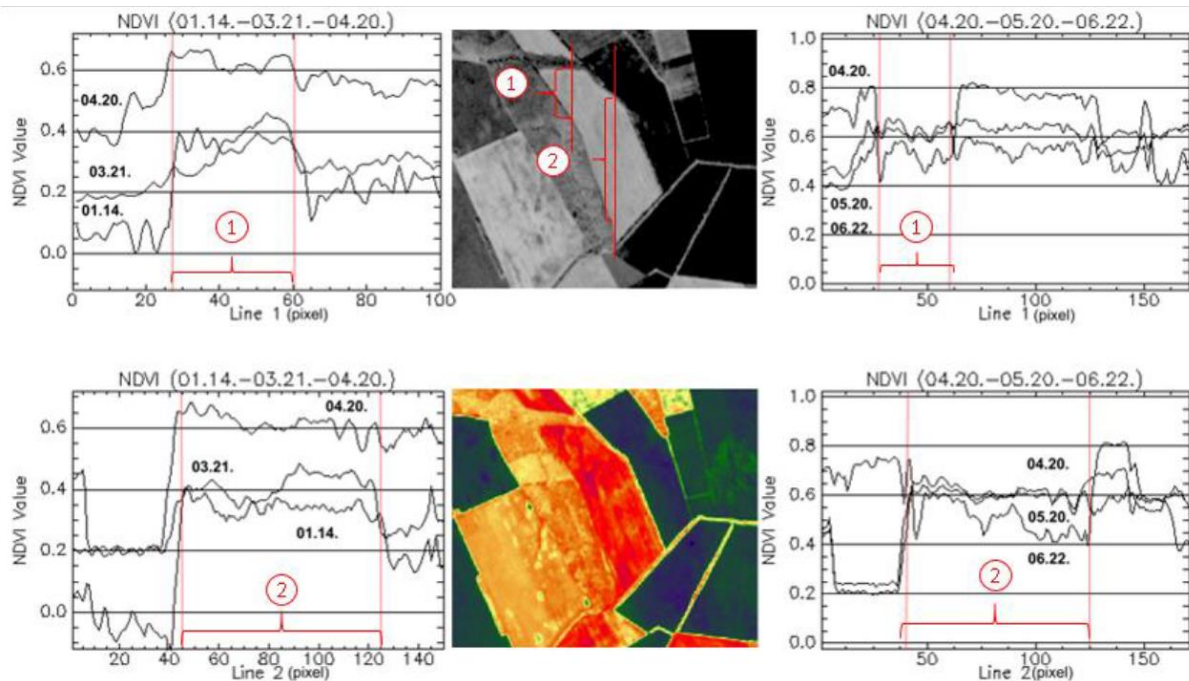 NDVI (01.14.–03.21.–04.20.)
NDVI Value
0.6
0.4
0.2
0.0
04.20.
03.21.
01.14.
1
0 20 40 60 80 100
Line 1 (pixel)
1
2
NDVI (04.20.–05.20.–06.22.)
NDVI Value
1.0
0.8
0.6
0.4
0.2
0.0
04.20.
05.20.
06.22.
1
50 100 150
Line 1 (pixel)
NDVI (01.14.–03.21.–04.20.)
NDVI Value
0.6
0.4
0.2
0.0
04.20.
03.21.
01.14.
2
20 40 60 80 100 120 140
Line 2 (pixel)
NDVI (04.20.–05.20.–06.22.)
NDVI Value
1.0
0.8
0.6
0.4
0.2
0.0
04.20.
05.20.
06.22.
2
50 100 150
Line 2(pixel)